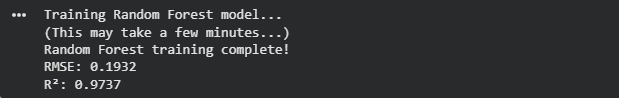 Training Random Forest model...
(This may take a few minutes...)
Random Forest training complete!
RMSE: 0.1932
R²: 0.9737